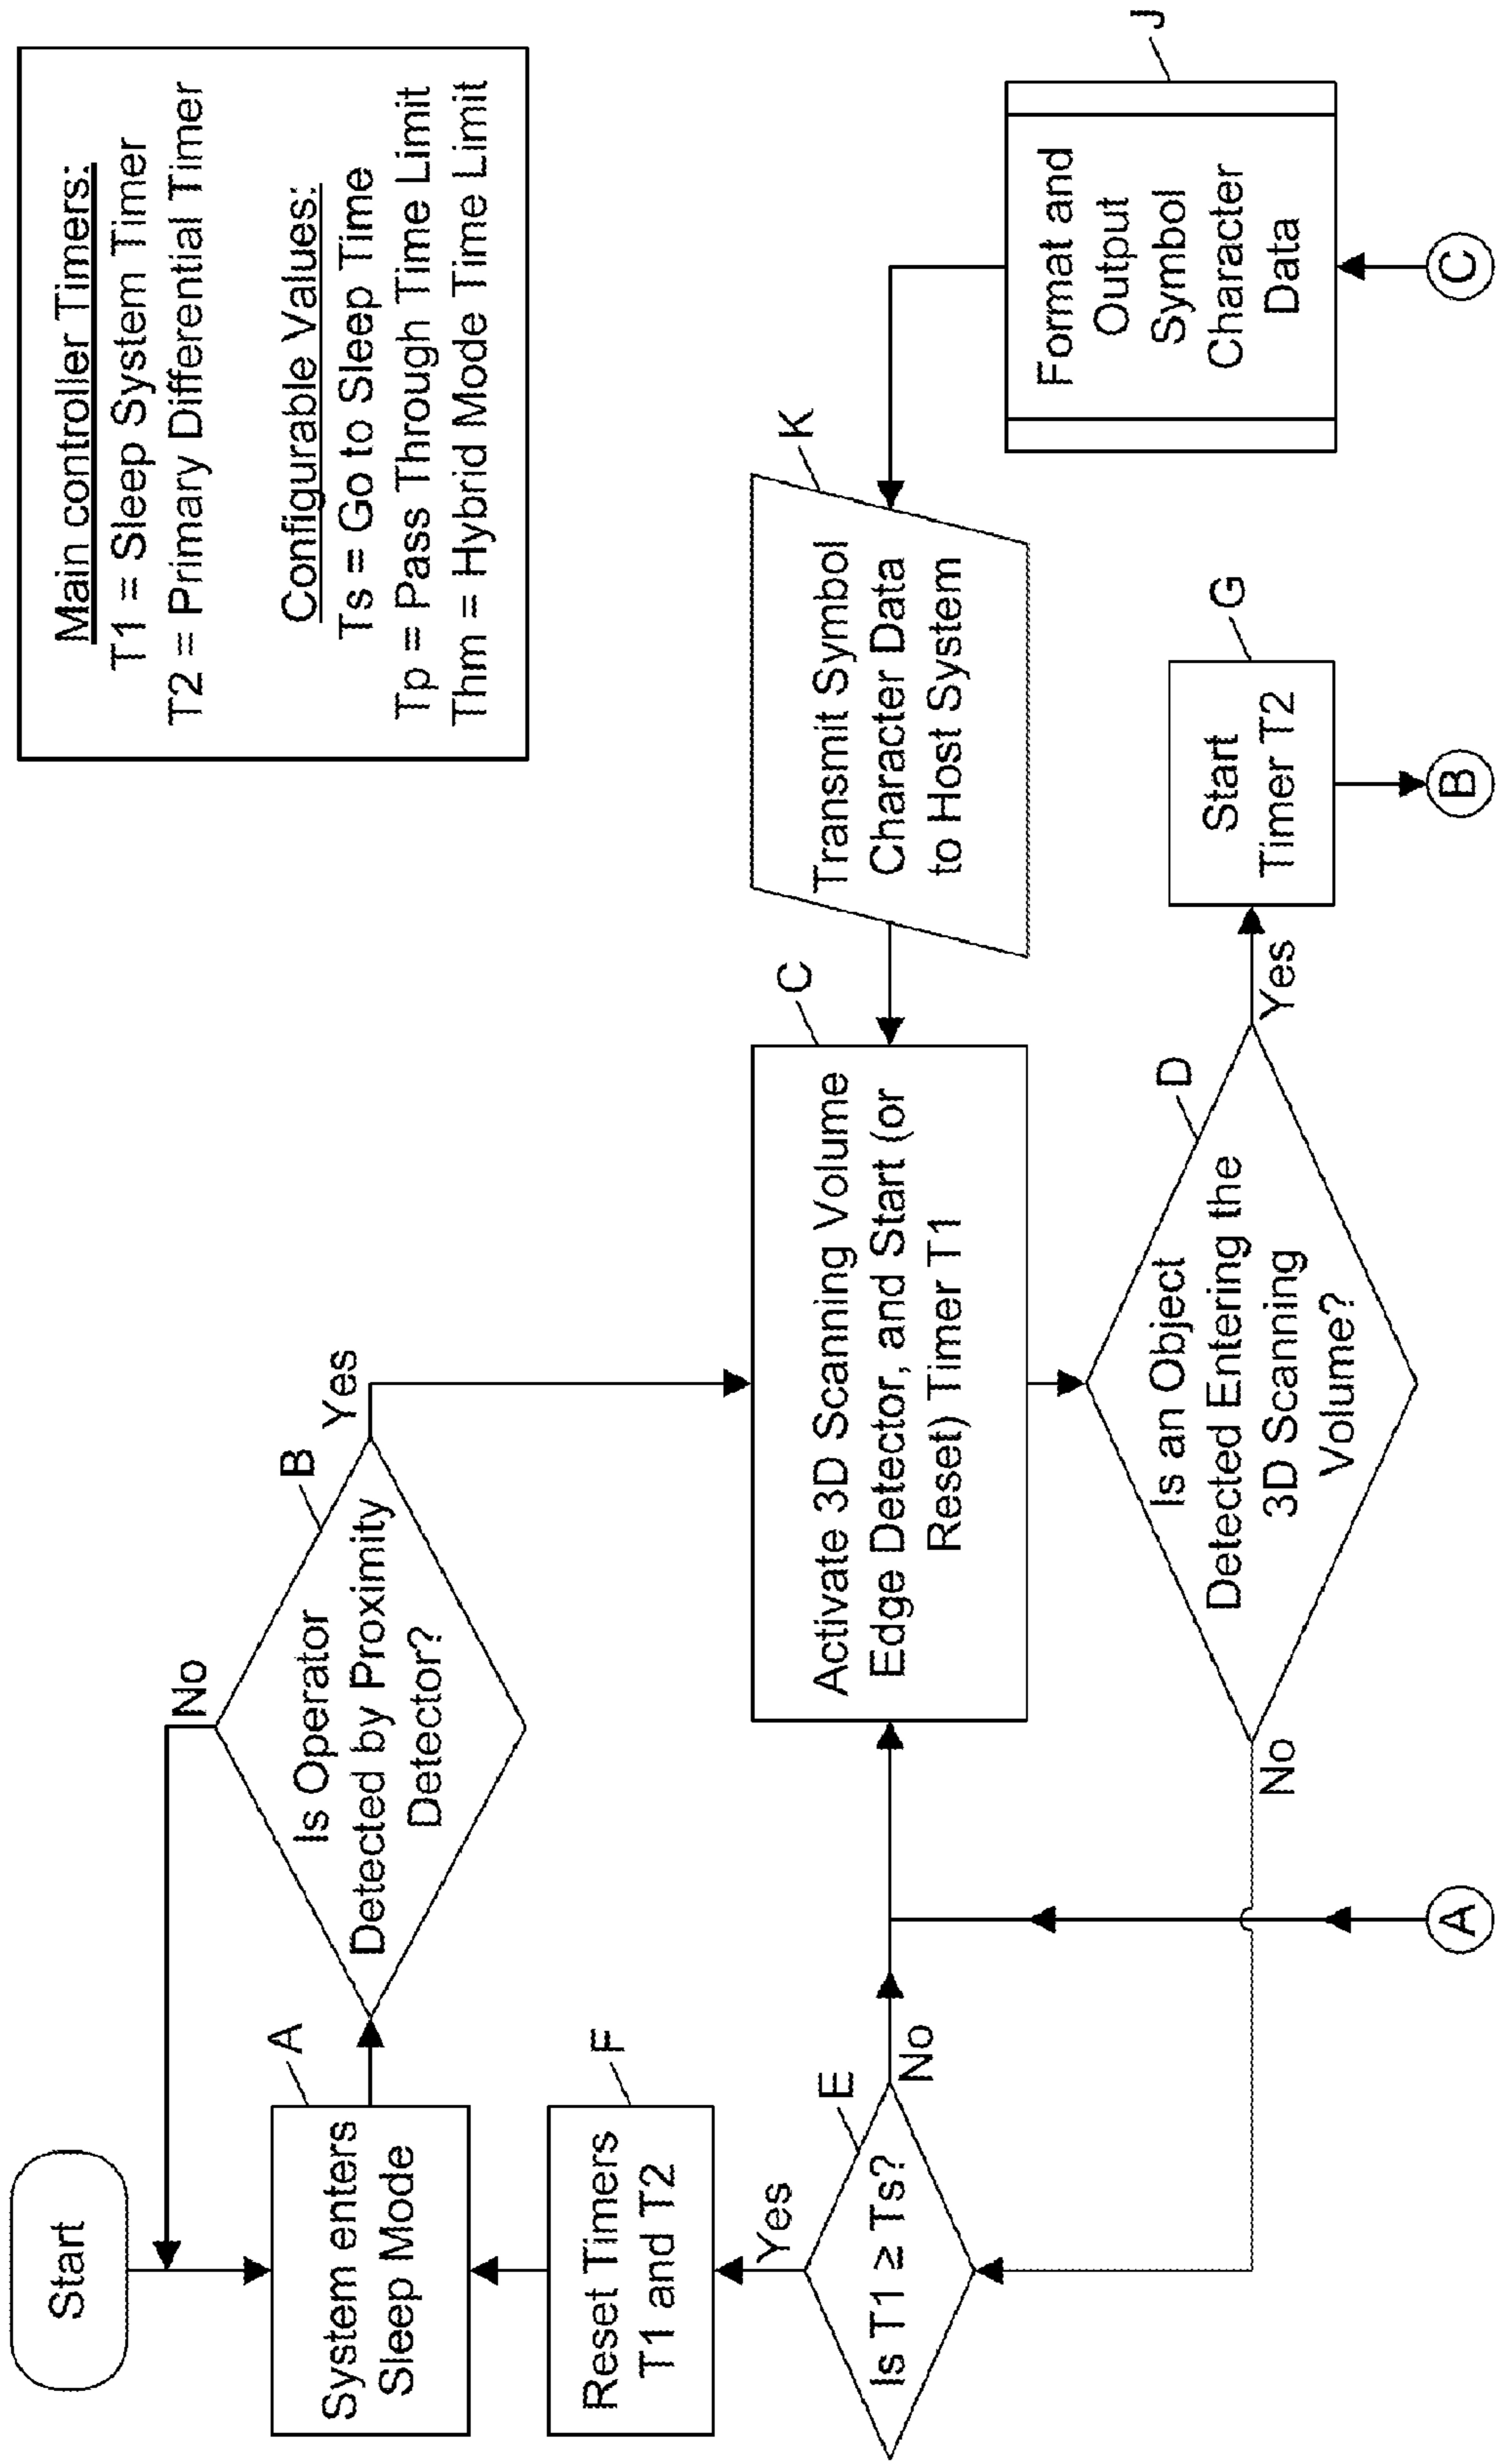 Start
System enters
Sleep Mode
A
No
Is Operator
Detected by Proximity
Detector?
B
Yes
Main controller Timers:
T1 = Sleep System Timer
T2 = Primary Differential Timer
Configurable Values:
Ts = Go to Sleep Time
Tp = Pass Through Time Limit
Thm = Hybrid Mode Time Limit
Reset Timers
T1 and T2
F
Yes
Is T1 ≥ Ts?
E
No
Activate 3D Scanning Volume
Edge Detector, and Start (or
Reset) Timer T1
C
Transmit Symbol
Character Data
to Host System
K
Format and
Output
Symbol
Character
Data
J
Is an Object
Detected Entering the
3D Scanning
Volume?
D
No
Yes
Start
Timer T2
G
A
B
C